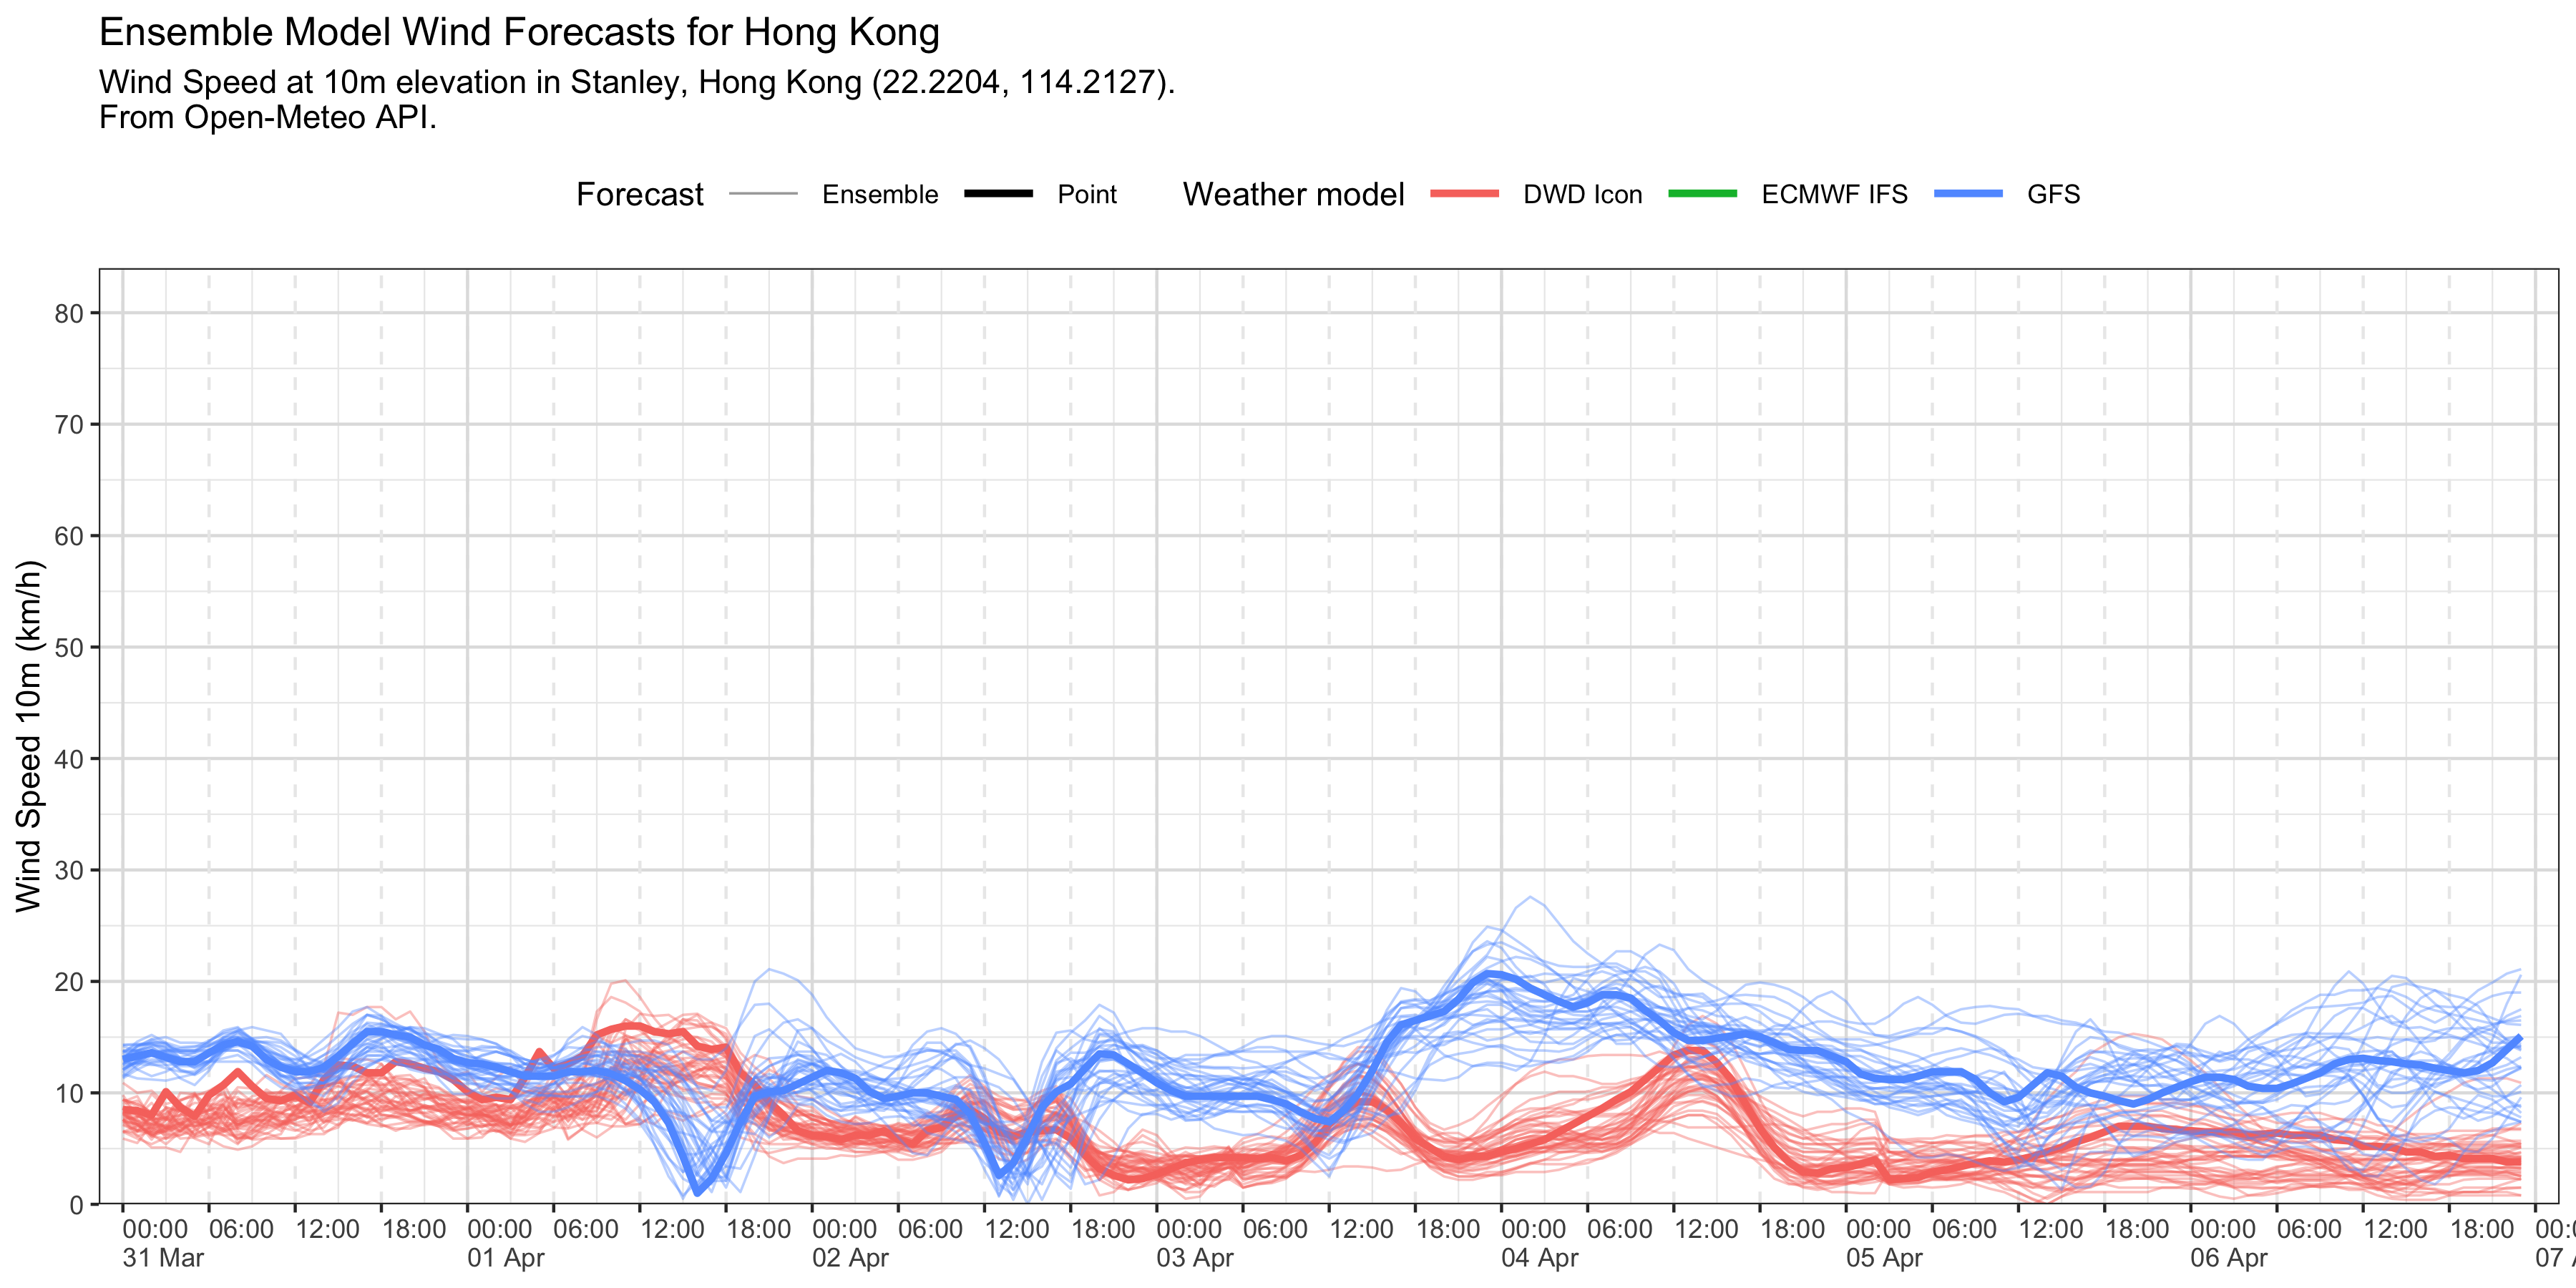 Ensemble Model Wind Forecasts for Hong Kong
Wind Speed at 10m elevation in Stanley, Hong Kong (22.2204, 114.2127).
From Open-Meteo API.
Forecast Ensemble Point Weather model DWD Icon ECMWF IFS GFS
Wind Speed 10m (km/h)
80
70
60
50
40
30
20
10
0
00:00 06:00 12:00 18:00 00:00 06:00 12:00 18:00 00:00 06:00 12:00 18:00 00:00 06:00 12:00 18:00 00:00 06:00 12:00 18:00 00:00 06:00 12:00 18:00 00:00 06:00 12:00 18:00
31 Mar 01 Apr 02 Apr 03 Apr 04 Apr 05 Apr 06 Apr 07